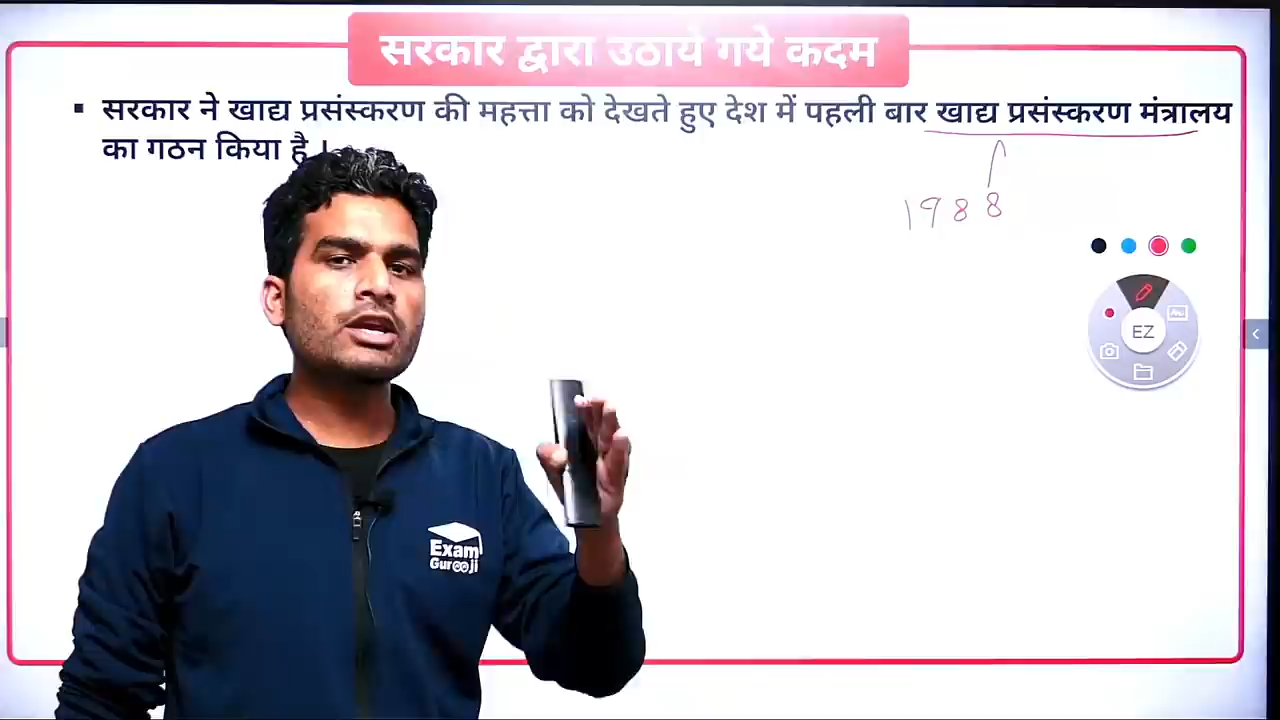 सरकार द्वारा उठाये गये कदम
▪ सरकार ने खाद्य प्रसंस्करण की महत्ता को देखते हुए देश में पहली बार खाद्य प्रसंस्करण मंत्रालय
का गठन किया है ।
1988
EZ
Exam
Gurooji